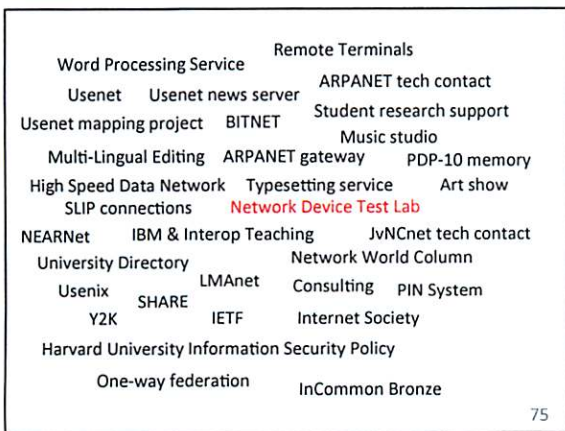 Remote Terminals
Word Processing Service
ARPANET tech contact
Usenet Usenet news server
Student research support
Usenet mapping project BITNET
Music studio
Multi-Lingual Editing ARPANET gateway PDP-10 memory
High Speed Data Network Typesetting service Art show
SLIP connections Network Device Test Lab
NEARNet IBM & Interop Teaching JvNCnet tech contact
University Directory Network World Column
LMAnet
Usenix Consulting PIN System
SHARE
Y2K IETF Internet Society
Harvard University Information Security Policy
One-way federation InCommon Bronze
75